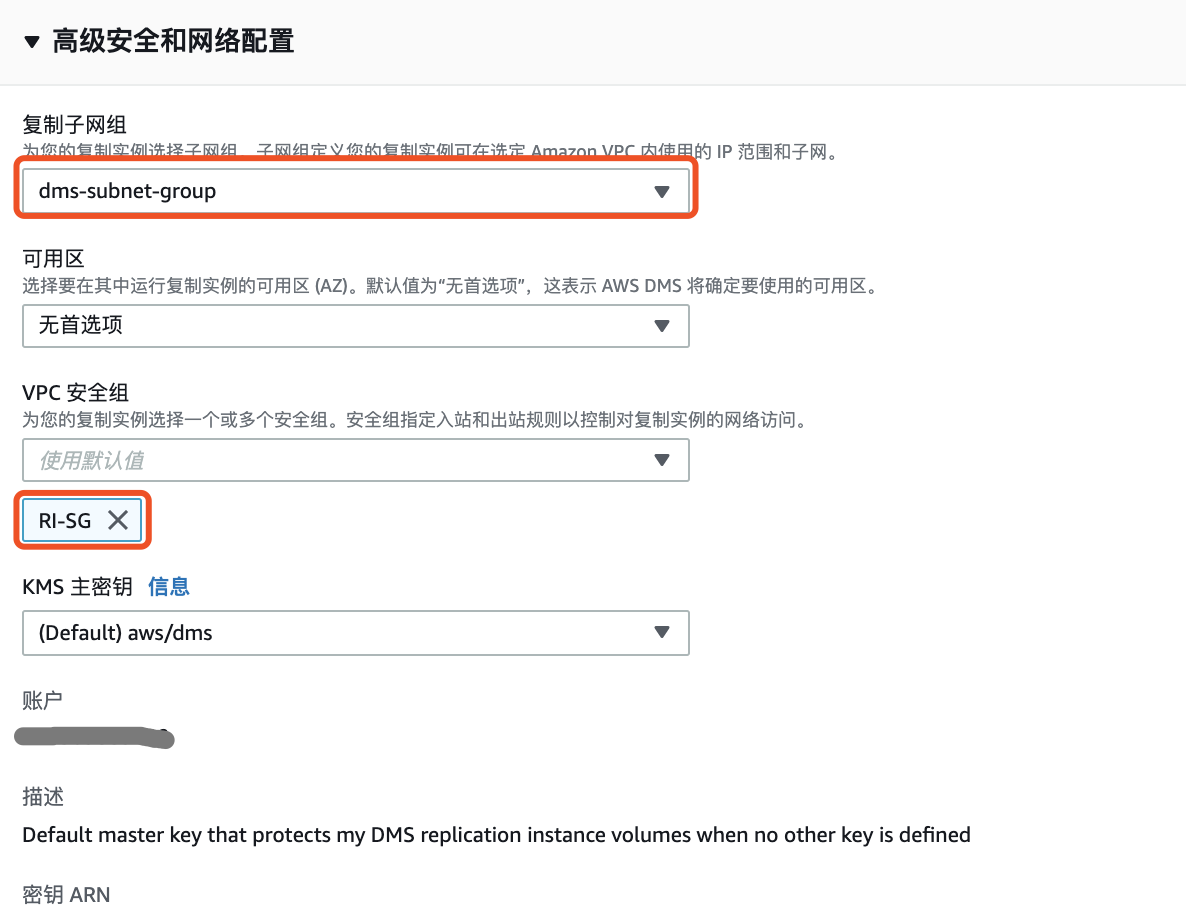 高级安全和网络配置
复制子网组
为您的复制实例选择子网组。子网组定义您的复制实例可在选定 Amazon VPC 内使用的 IP 范围和子网。
dms-subnet-group
可用区
选择要在其中运行复制实例的可用区 (AZ)。默认值为“无首选项”，这表示 AWS DMS 将确定要使用的可用区。
无首选项
VPC 安全组
为您的复制实例选择一个或多个安全组。安全组指定入站和出站规则以控制对复制实例的网络访问。
使用默认值
RI-SG
KMS 主密钥 信息
(Default) aws/dms
账户
描述
Default master key that protects my DMS replication instance volumes when no other key is defined
密钥 ARN